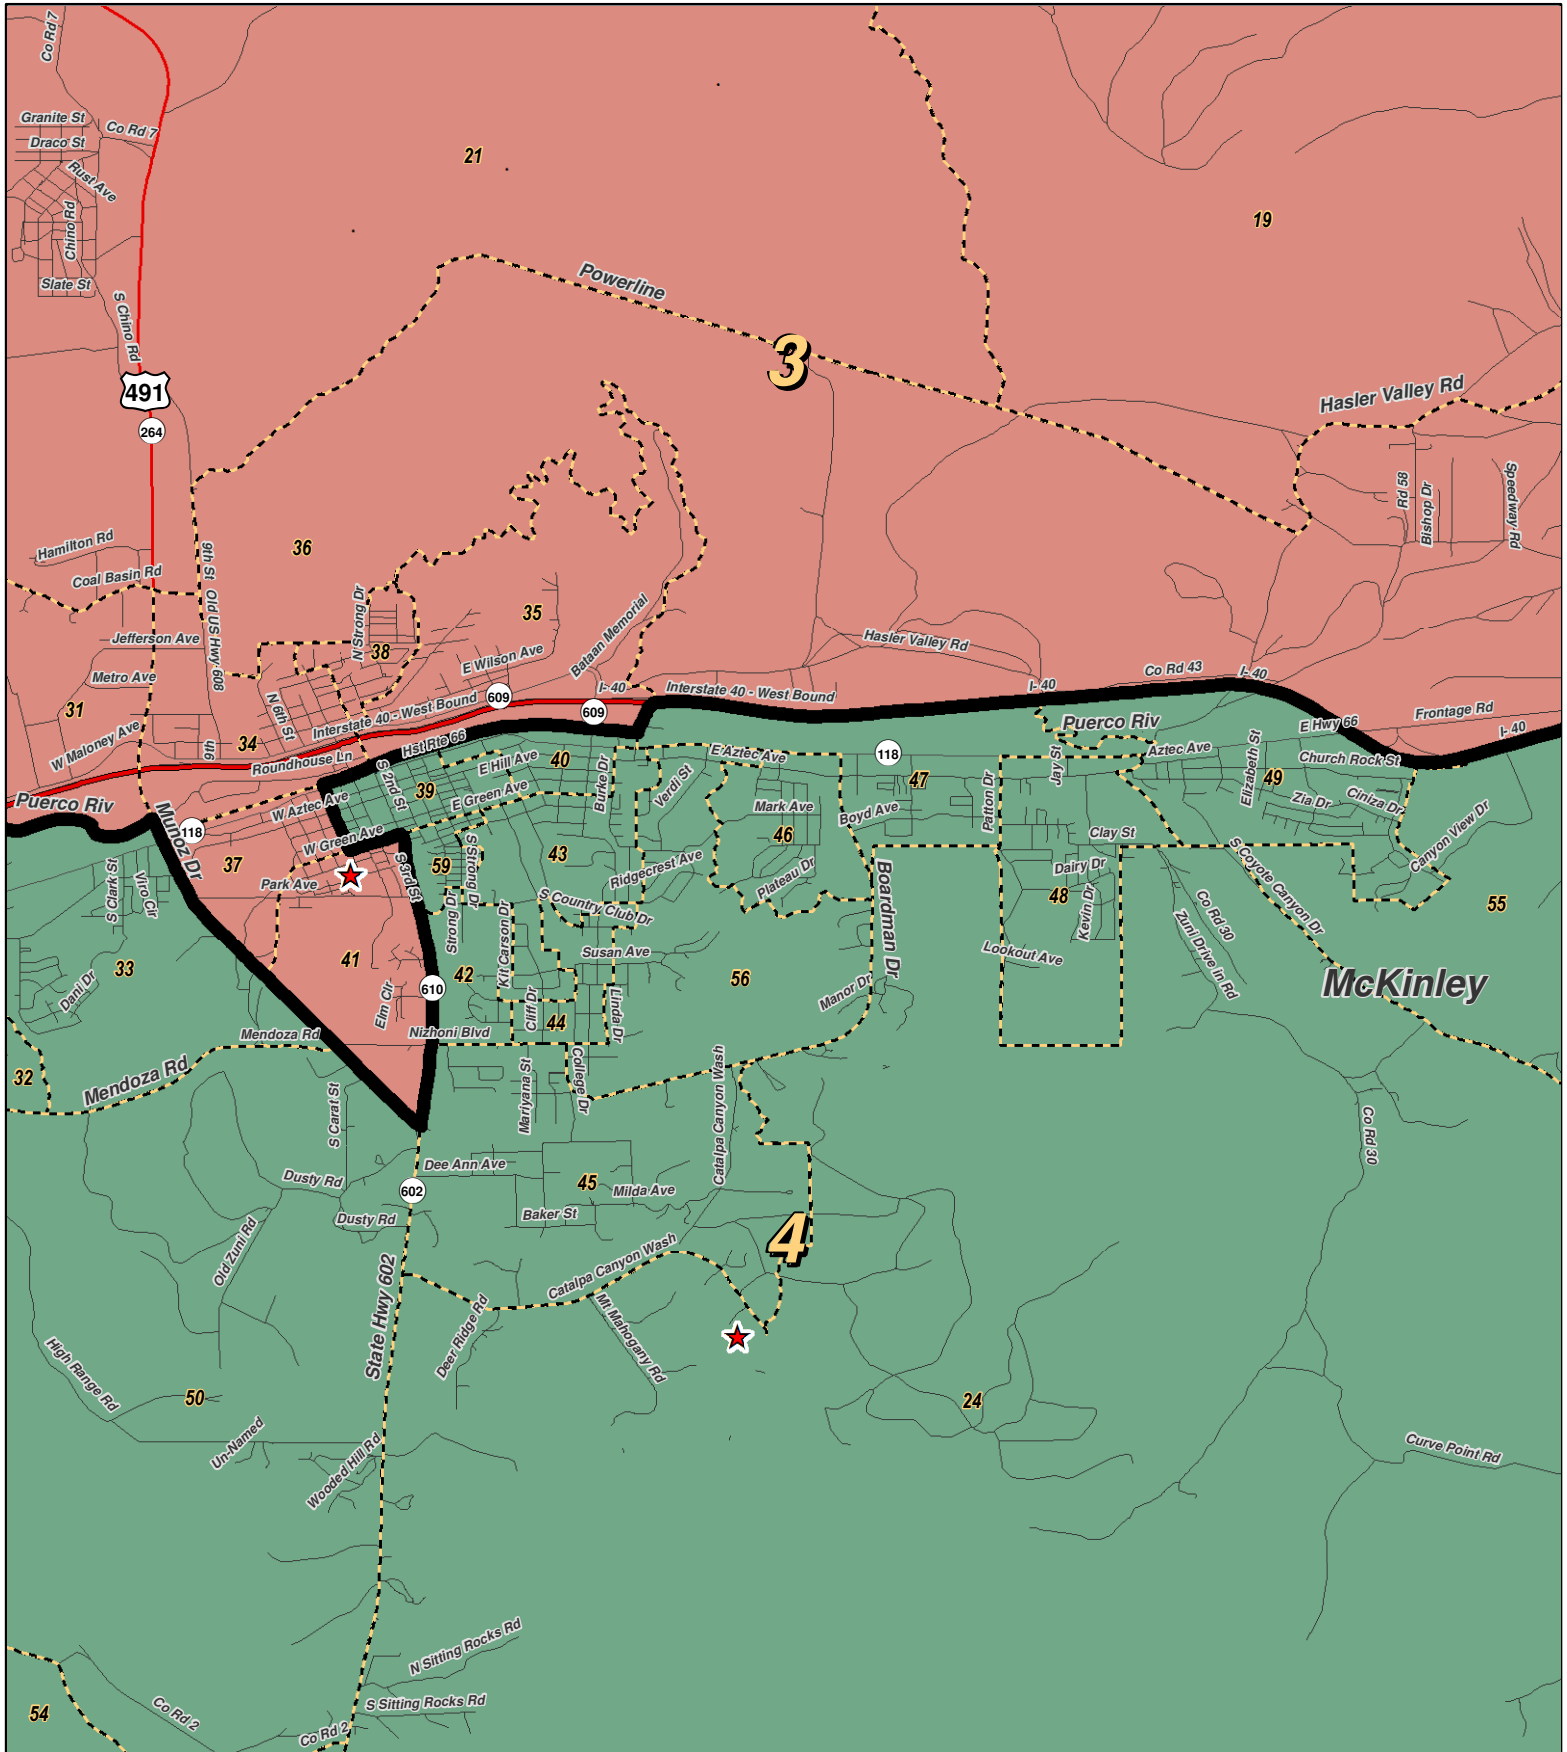 Co Rd 7
Granite St
Co Rd 7
Draco St
21
Rust Ave
19
Chino Rd
Powerline
Slate St
S Chino Rd
3
491
Hasler Valley Rd
264
Rd 58
Bishop Dr
Speedway Rd
Hamilton Rd
36
9th St
Coal Basin Rd
Old US Hwy 608
N Strong Dr
35
Bataan Memorial
Jefferson Ave
38
E Wilson Ave
Hasler Valley Rd
Metro Ave
Co Rd 43
I- 40
31
N 6th St
Interstate 40 - West Bound
609
I- 40
Interstate 40 - West Bound
I- 40
609
Frontage Rd
W Maloney Ave
34
Hst Rte 66
Puerco Riv
E Hwy 66
I- 40
Roundhouse Ln
E Aztec Ave
118
Aztec Ave
Church Rock St
S 2nd St
E Hill Ave
40
Burke Dr
Verdi St
47
Jay St
Elizabeth St
49
Puerco Riv
W Aztec Ave
39
E Green Ave
Mark Ave
Patton Dr
Zia Dr
Ciniza Dr
Munoz Dr
118
W Green Ave
46
Boyd Ave
Clay St
S Coyote Canyon Dr
Canyon View Dr
37
S 3rd St
59
S Strong Dr
43
Ridgecrest Ave
Plateau Dr
Boardman Dr
Dairy Dr
S Clark St
Viro Cir
Park Ave
48
Kevin Dr
Co Rd 30
55
S Country Club Dr
Strong Dr
Kit Carson Dr
Zuni Drive In Rd
33
41
Susan Ave
Lookout Ave
42
56
McKinley
Dani Dr
610
Manor Dr
Elm Cir
Cliff Dr
Linda Dr
44
Mendoza Rd
Nizhoni Blvd
32
Mendoza Rd
Mariyana St
College Dr
Catalpa Canyon Wash
S Carat St
Co Rd 30
Dee Ann Ave
Dusty Rd
602
45
Milda Ave
Dusty Rd
Baker St
4
Old Zuni Rd
Catalpa Canyon Wash
State Hwy 602
Deer Ridge Rd
Mt Mahogany Rd
High Range Rd
50
24
Un-Named
Wooded Hill Rd
Curve Point Rd
N Sitting Rocks Rd
54
Co Rd 2
S Sitting Rocks Rd
Co Rd 2